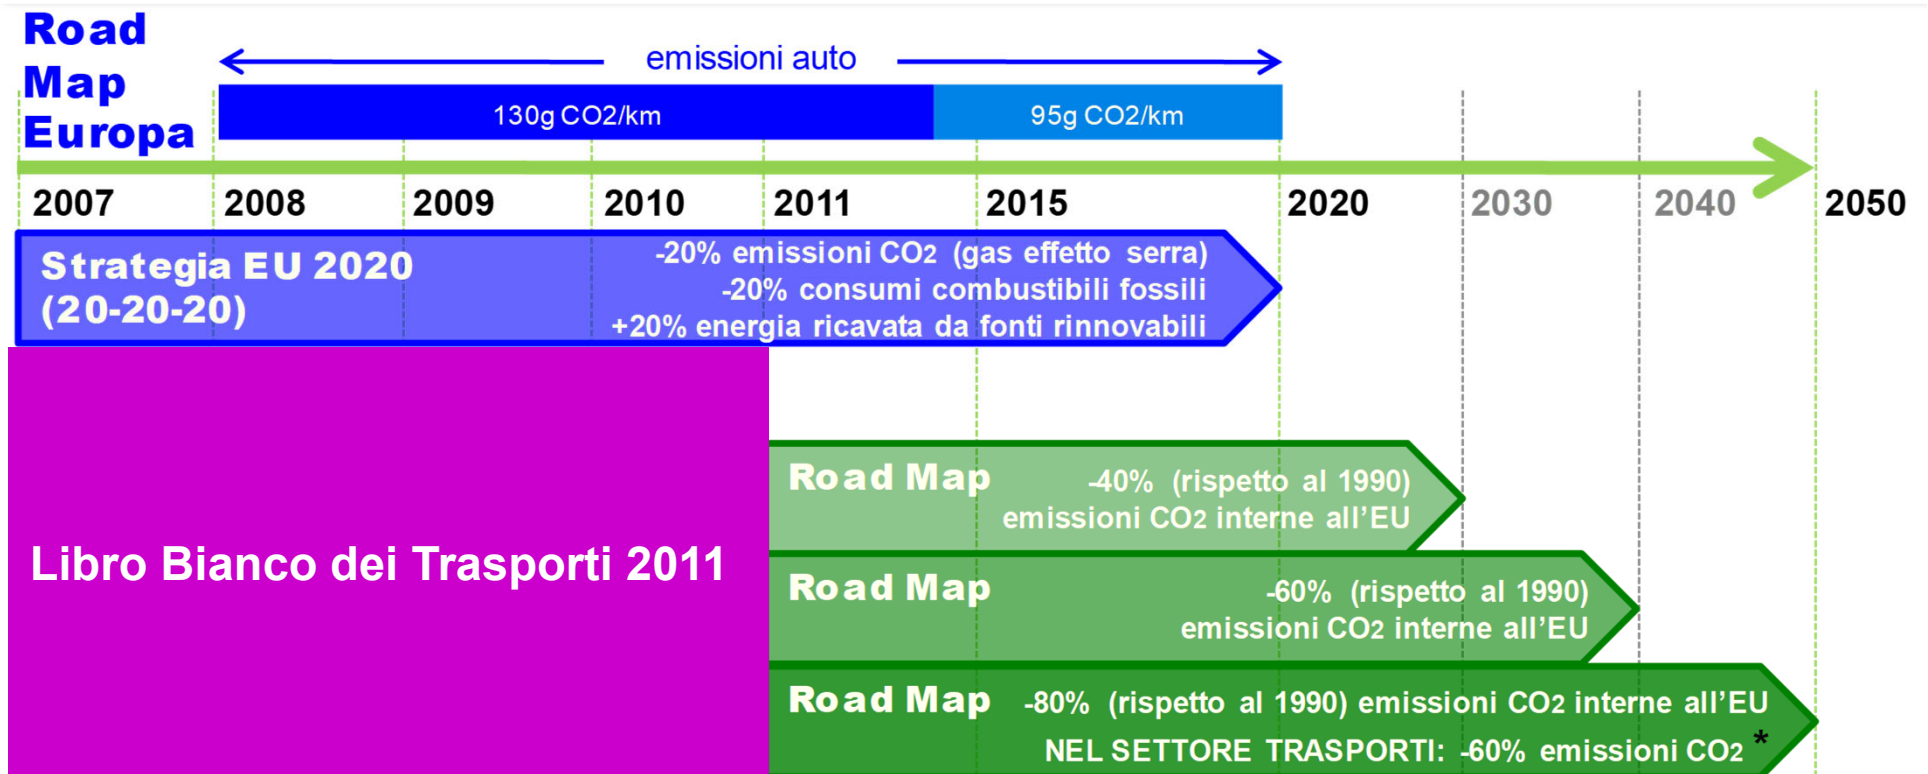 Road
Map
Europa
emissioni auto
130g CO2/km
95g CO2/km
2007 2008 2009 2010 2011 2015 2020 2030 2040 2050
Strategia EU 2020
(20-20-20)
-20% emissioni CO2 (gas effetto serra)
-20% consumi combustibili fossili
+20% energia ricavata da fonti rinnovabili
Libro Bianco dei Trasporti 2011
Road Map -40% (rispetto al 1990)
emissioni CO2 interne all'EU
Road Map -60% (rispetto al 1990)
emissioni CO2 interne all'EU
Road Map -80% (rispetto al 1990) emissioni CO2 interne all'EU
NEL SETTORE TRASPORTI: -60% emissioni CO2 *